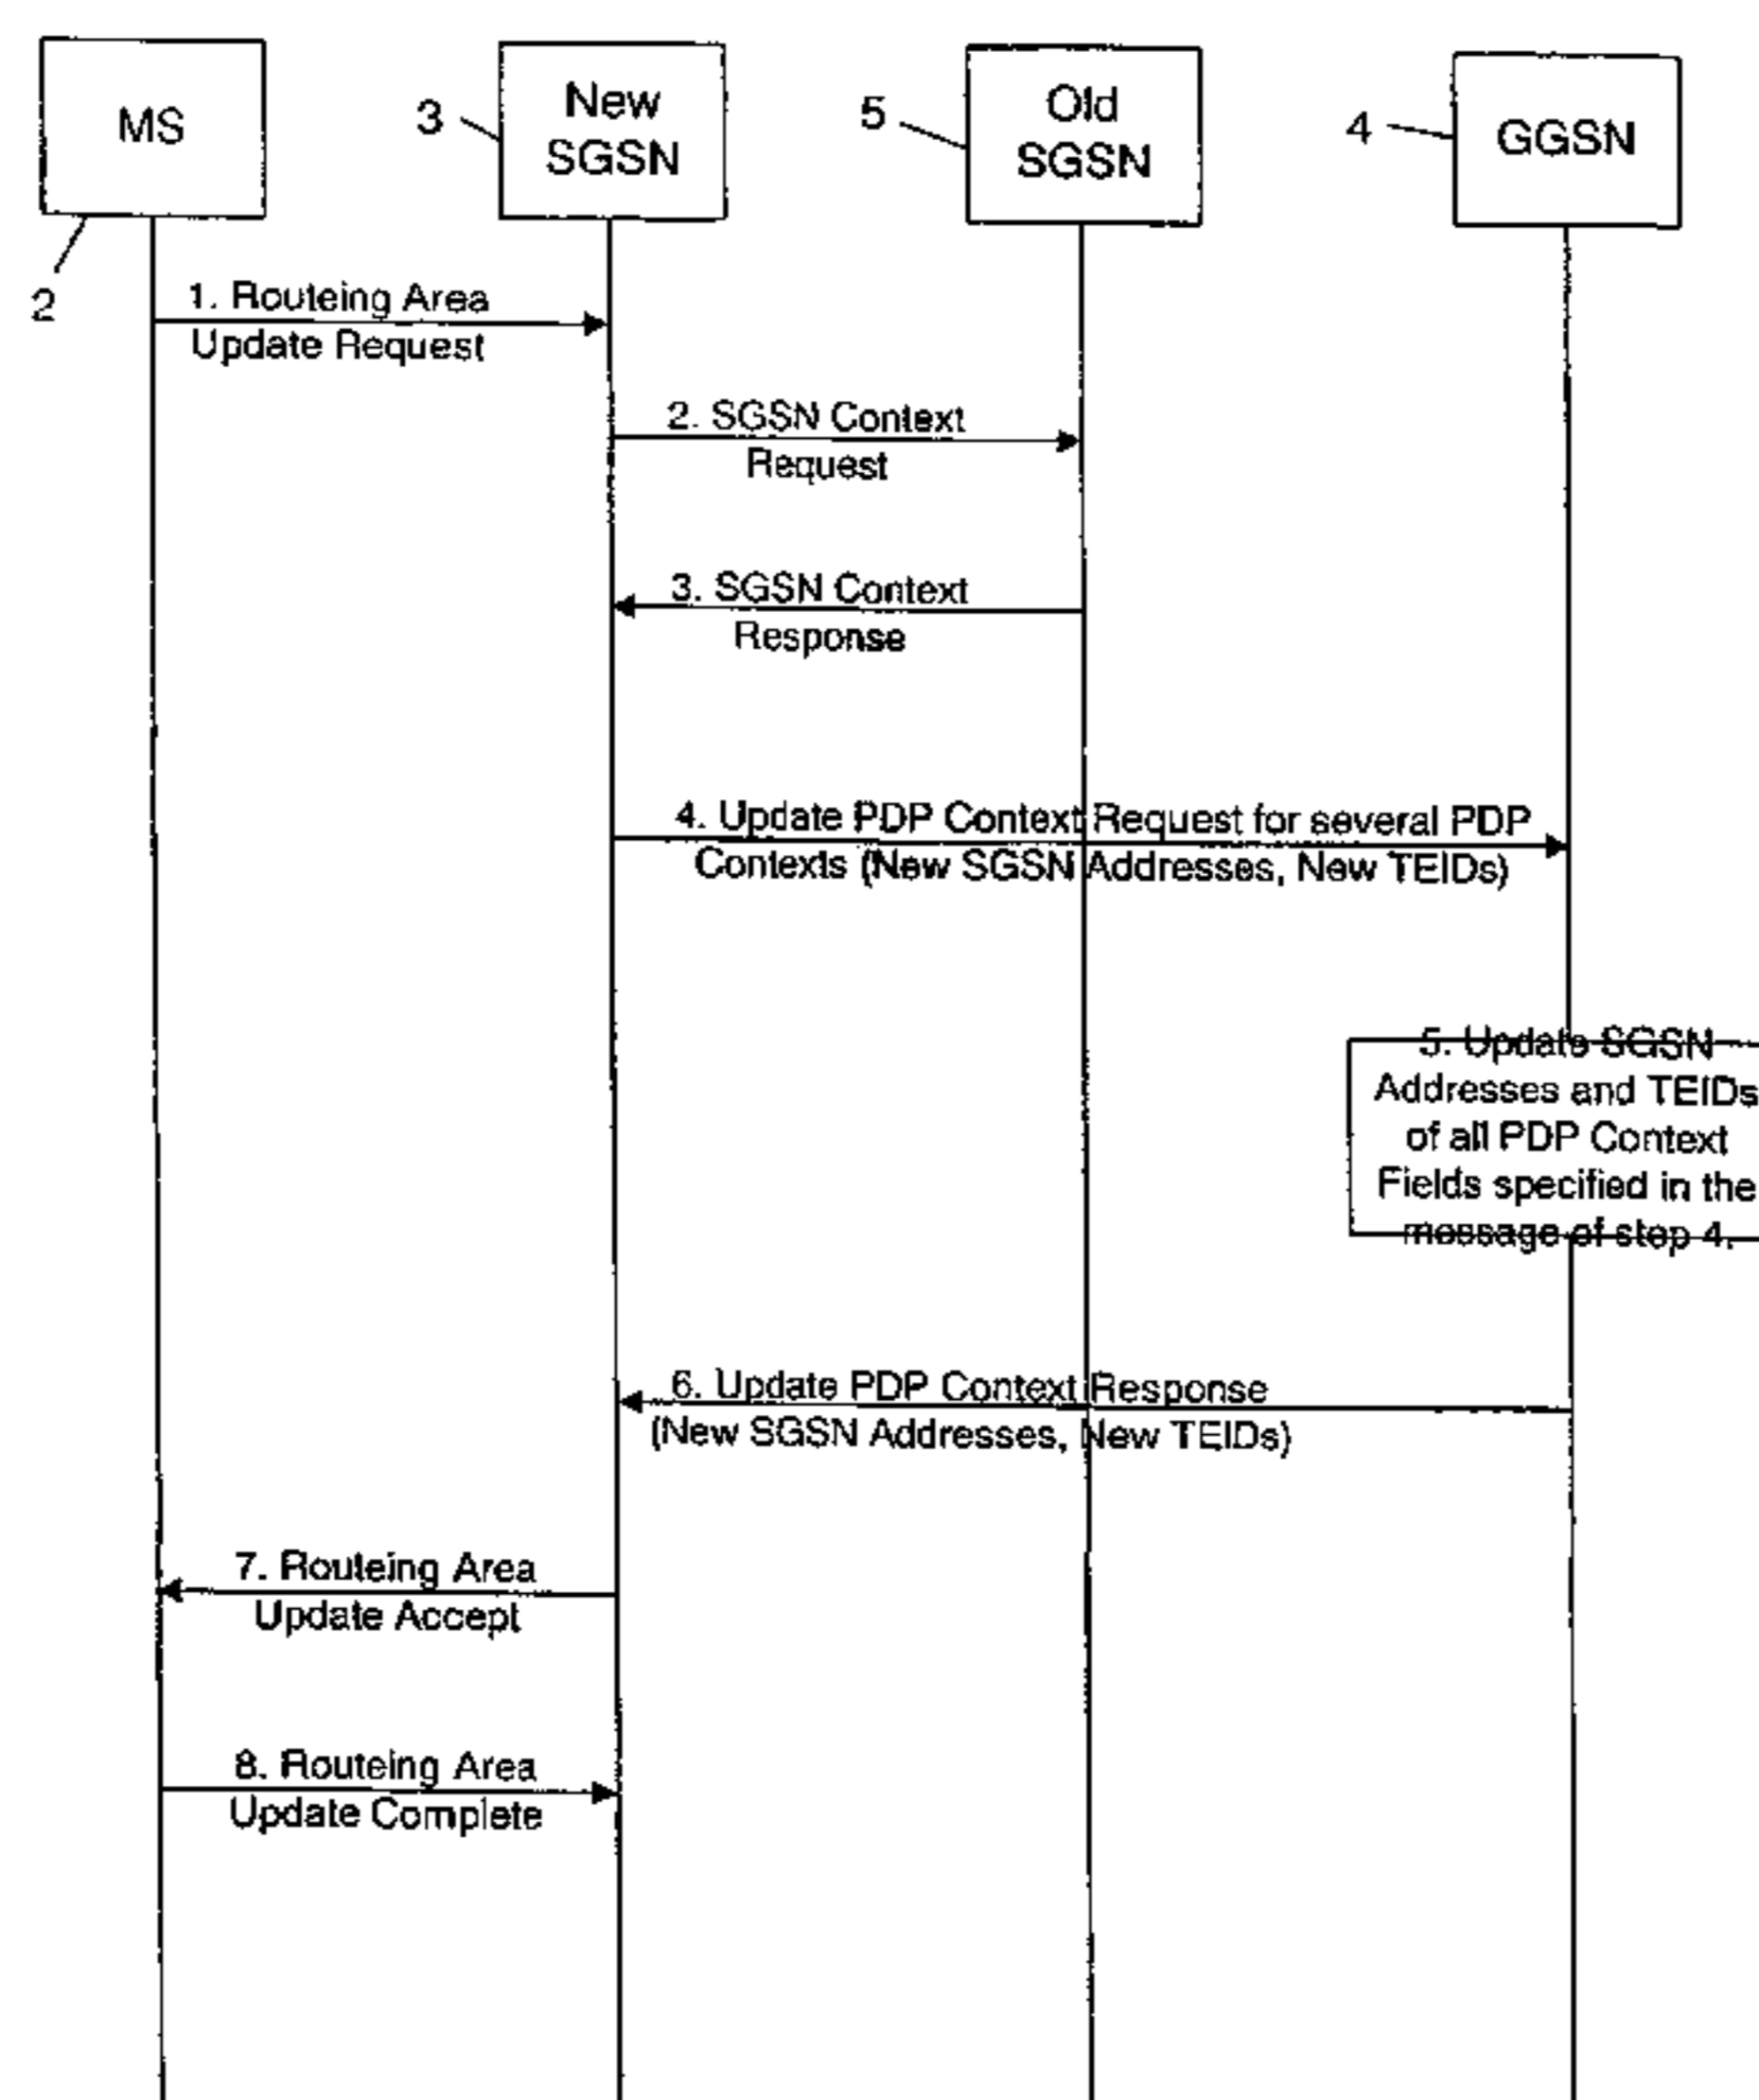 MS
3
New
SGSN
5
Old
SGSN
4
GGSN
2
1. Routeing Area
Update Request
2. SGSN Context
Request
3. SGSN Context
Response
4. Update PDP Context Request for several PDP
Contexts (New SGSN Addresses, New TEIDs)
5. Update SGSN
Addresses and TEIDs
of all PDP Context
Fields specified in the
message of step 4.
6. Update PDP Context Response
(New SGSN Addresses, New TEIDs)
7. Routeing Area
Update Accept
8. Routeing Area
Update Complete